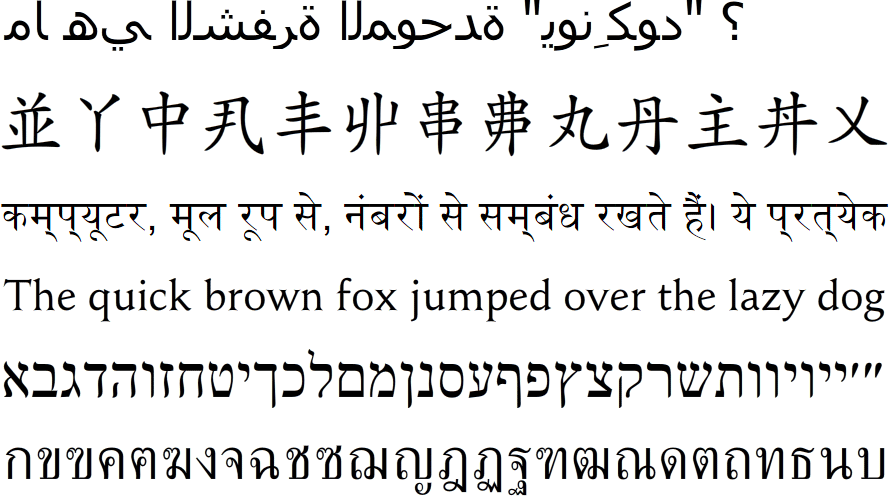 ما هي الشفرة الموحدة "يونِكود" ؟
並丫中丮丰丱串弗丸丹主丼乂
कम्प्यूटर, मूल रूप से, नंबरों से सम्बंध रखते हैं। ये प्रत्येक
The quick brown fox jumped over the lazy dog
אבגדהוזחטיךכלםמןנסעףפץצקרשתװױײ׳״
กขฃคฅฆงจฉชซฌญฎฏฐฑฒณดตถทธนบ